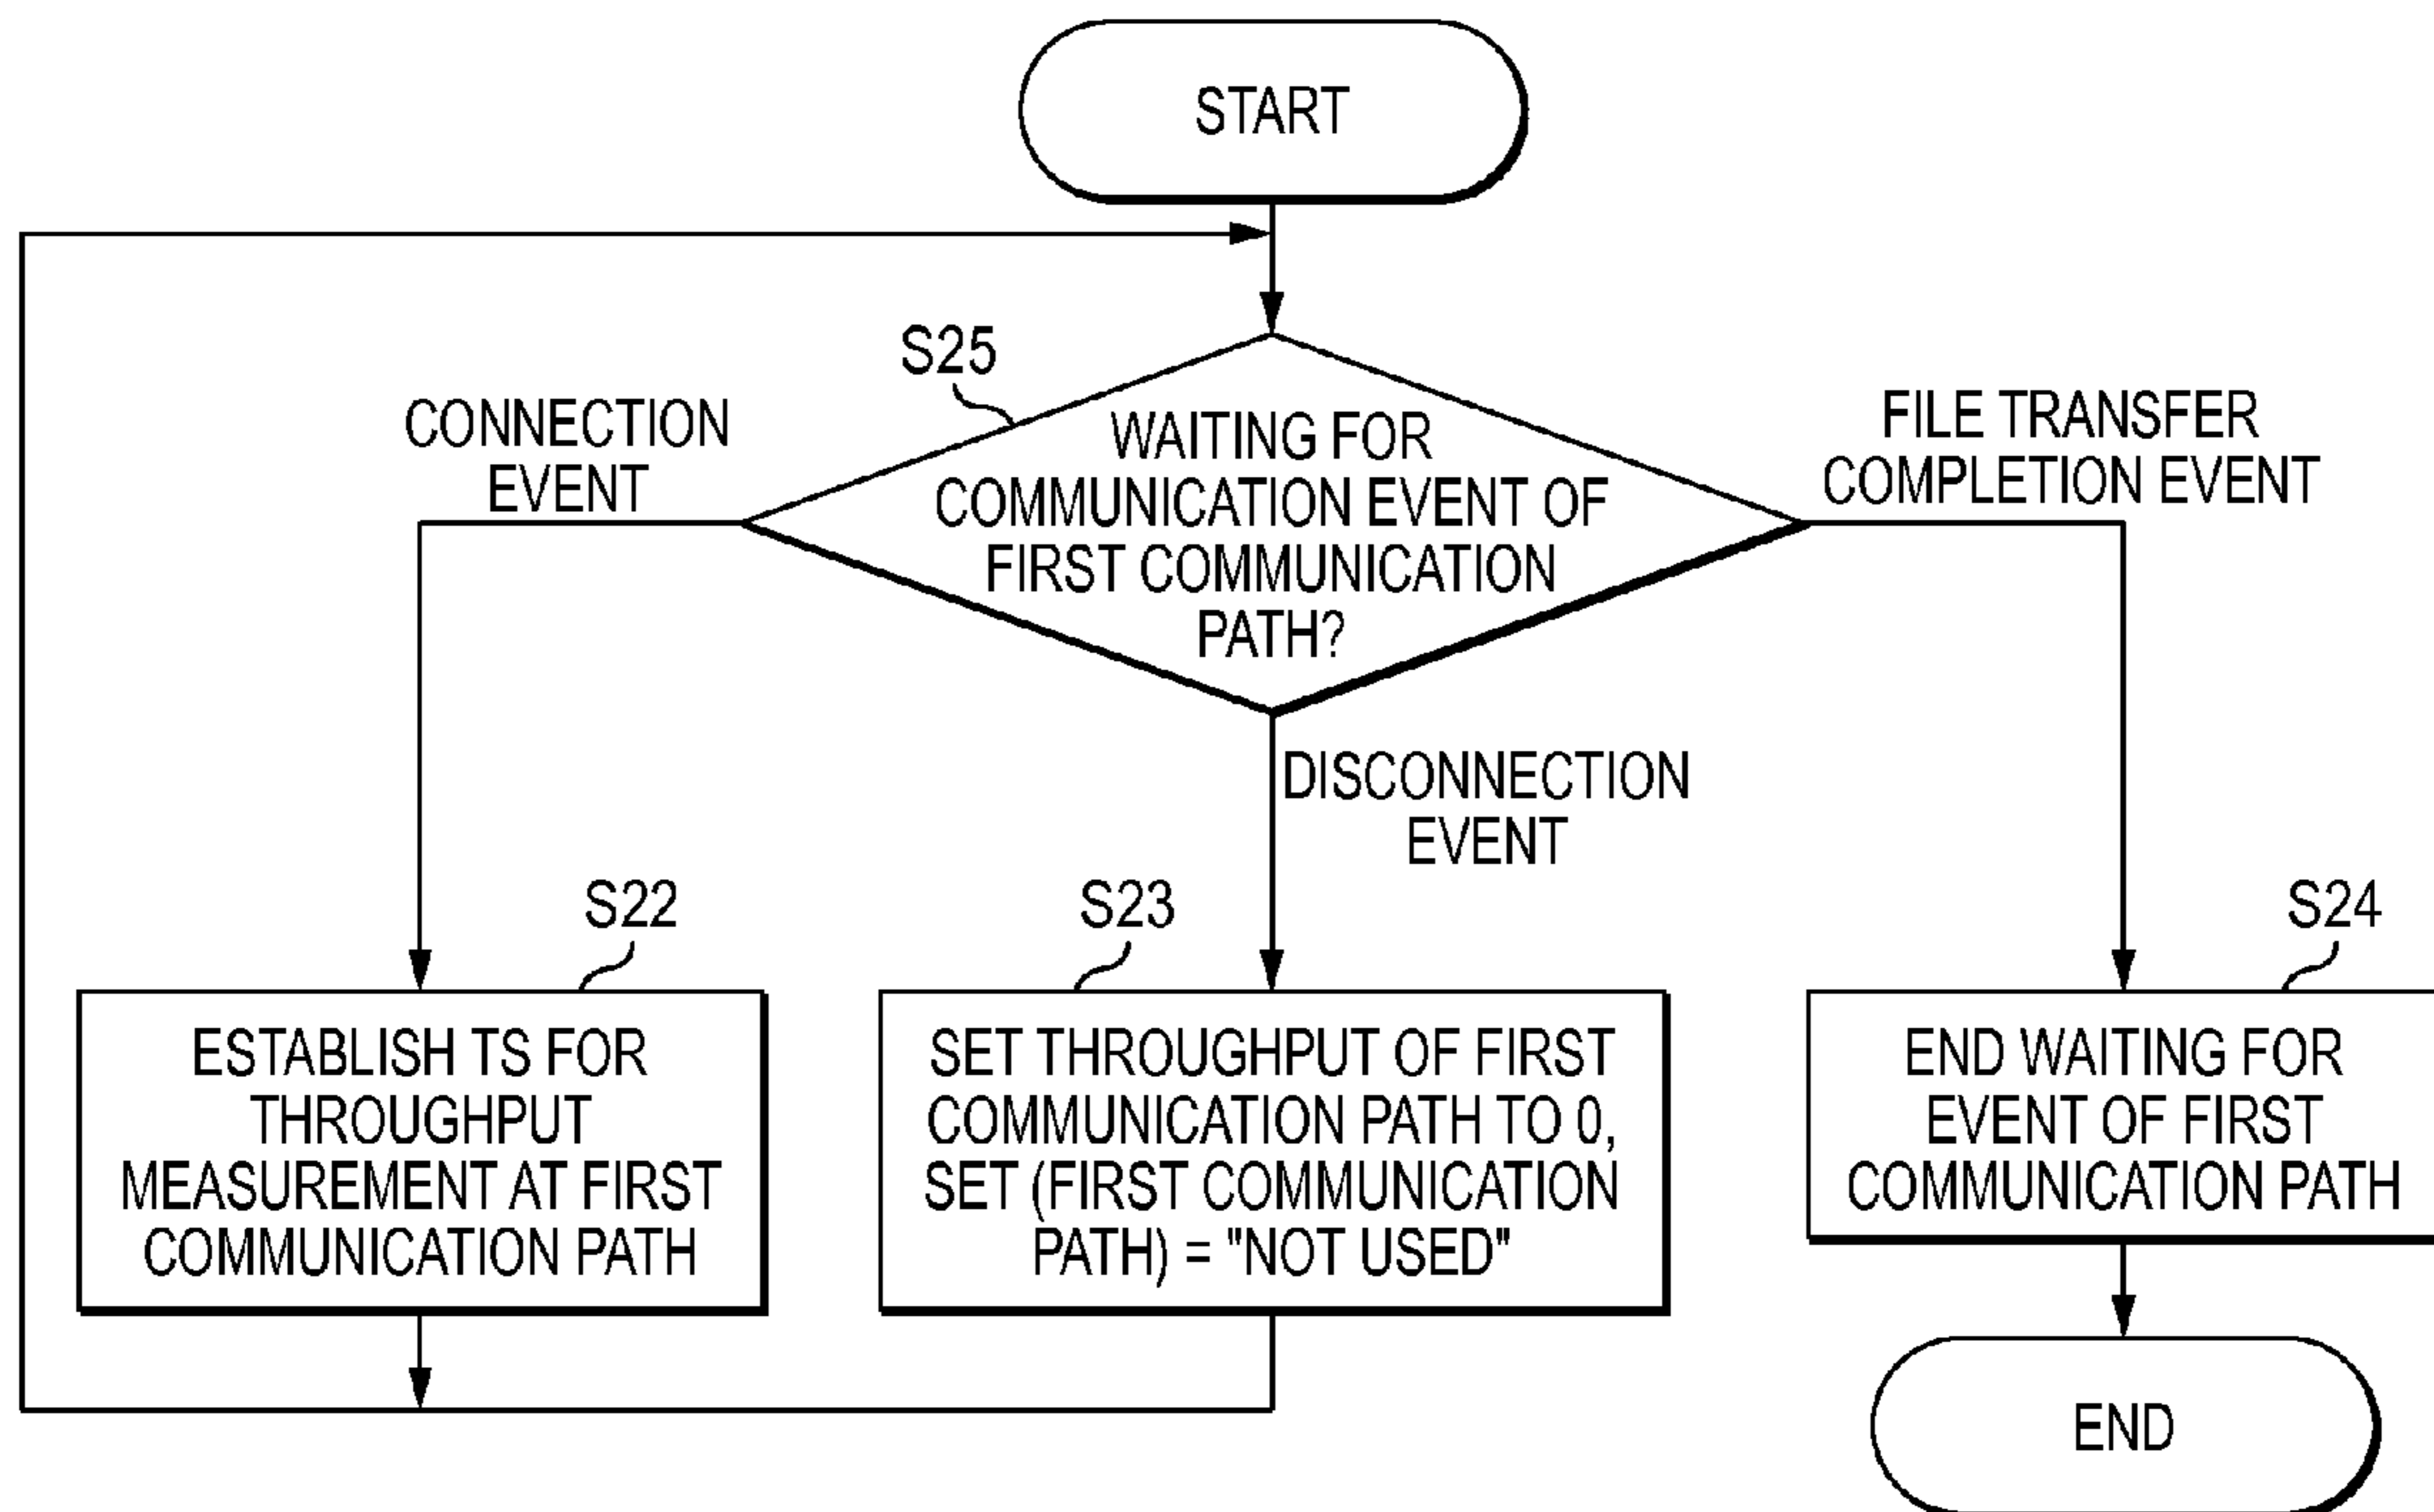 START
S25
CONNECTION
EVENT
WAITING FOR
COMMUNICATION EVENT OF
FIRST COMMUNICATION
PATH?
FILE TRANSFER
COMPLETION EVENT
DISCONNECTION
EVENT
S22
ESTABLISH TS FOR
THROUGHPUT
MEASUREMENT AT FIRST
COMMUNICATION PATH
S23
SET THROUGHPUT OF FIRST
COMMUNICATION PATH TO 0,
SET (FIRST COMMUNICATION
PATH) = "NOT USED"
S24
END WAITING FOR
EVENT OF FIRST
COMMUNICATION PATH
END